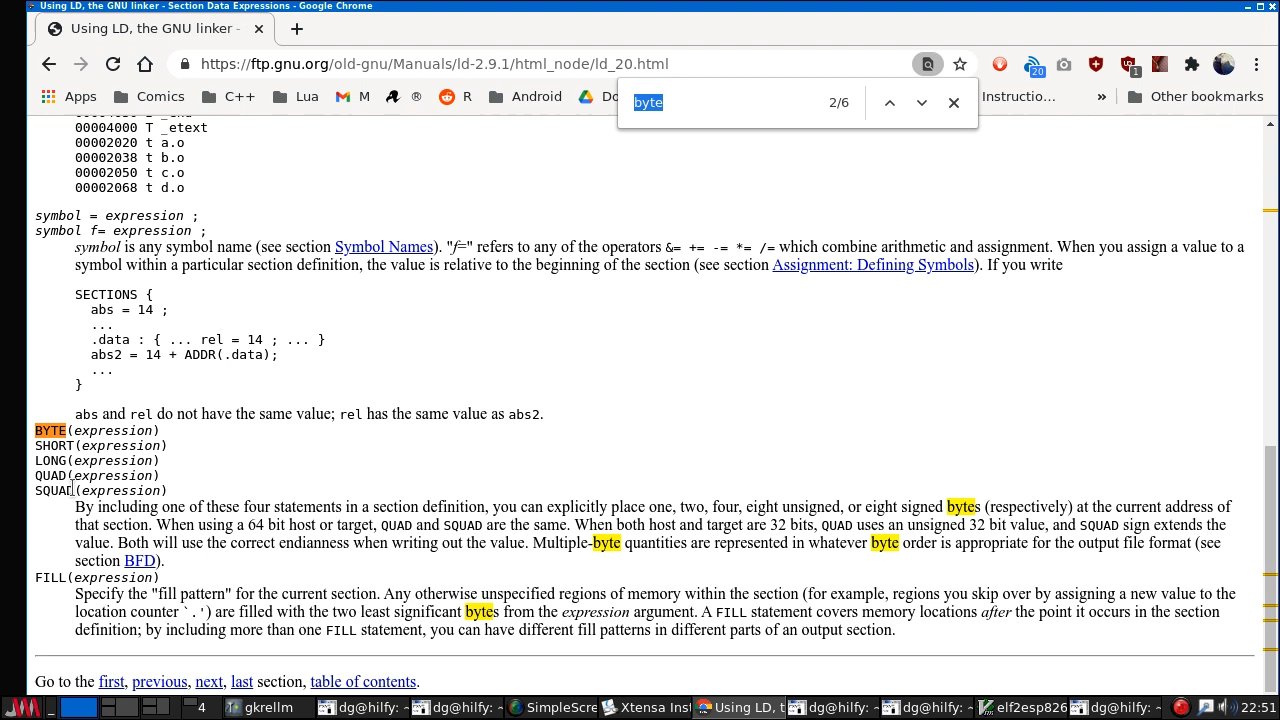 Using LD, the GNU linker - Section Data Expressions - Google Chrome
Using LD, the GNU linker -
https://ftp.gnu.org/old-gnu/Manuals/ld-2.9.1/html_node/ld_20.html
20
1
Apps Comics C++ Lua M R Android Instructio… » Other bookmarks
byte 2/6
00004000 T _etext
00002020 t a.o
00002038 t b.o
00002050 t c.o
00002068 t d.o
symbol = expression ;
symbol f= expression ;
symbol is any symbol name (see section Symbol Names). "f=" refers to any of the operators &= += -= *= /= which combine arithmetic and assignment. When you assign a value to a
symbol within a particular section definition, the value is relative to the beginning of the section (see section Assignment: Defining Symbols). If you write
SECTIONS {
abs = 14 ;
...
.data : { ... rel = 14 ; ... }
abs2 = 14 + ADDR(.data);
...
}
abs and rel do not have the same value; rel has the same value as abs2.
BYTE(expression)
SHORT(expression)
LONG(expression)
QUAD(expression)
SQUAD(expression)
By including one of these four statements in a section definition, you can explicitly place one, two, four, eight unsigned, or eight signed bytes (respectively) at the current address of
that section. When using a 64 bit host or target, QUAD and SQUAD are the same. When both host and target are 32 bits, QUAD uses an unsigned 32 bit value, and SQUAD sign extends the
value. Both will use the correct endianness when writing out the value. Multiple-byte quantities are represented in whatever byte order is appropriate for the output file format (see
section BFD).
FILL(expression)
Specify the "fill pattern" for the current section. Any otherwise unspecified regions of memory within the section (for example, regions you skip over by assigning a new value to the
location counter `.') are filled with the two least significant bytes from the expression argument. A FILL statement covers memory locations after the point it occurs in the section
definition; by including more than one FILL statement, you can have different fill patterns in different parts of an output section.
Go to the first, previous, next, last section, table of contents.
4 gkrellm dg@hilfy: ~ dg@hilfy: ~ SimpleScre Xtensa Inst Using LD, t dg@hilfy: ~ dg@hilfy: ~ elf2esp826 dg@hilfy: ~ 22:51